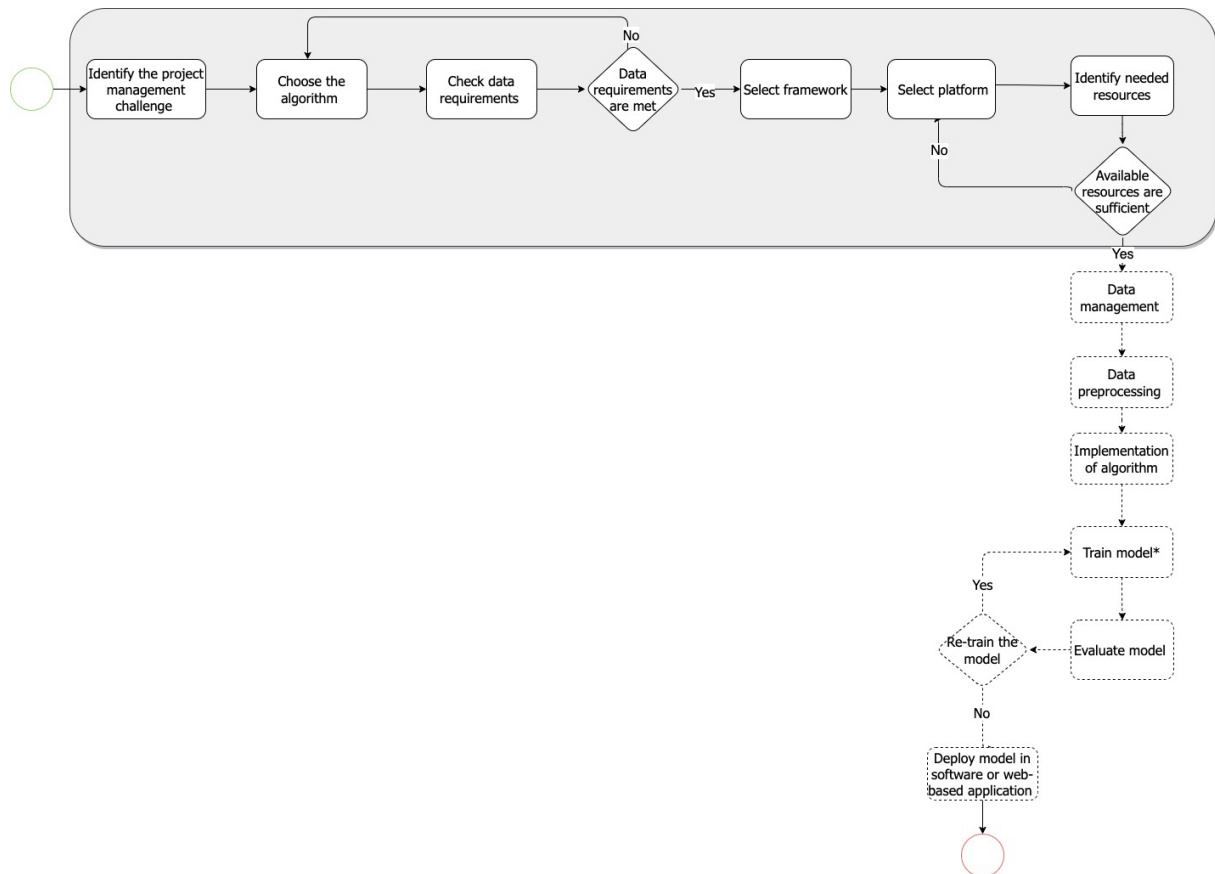 No
Identify the project
management
challenge
Choose the
algorithm
Check data
requirements
Data
requirements
are met
Yes
Select framework
Select platform
Identify needed
resources
No
Available
resources are
sufficient
Yes
Data
management
Data
preprocessing
Implementation
of algorithm
Train model*
Yes
Re-train the
model
Evaluate model
No
Deploy model in
software or web-
based application